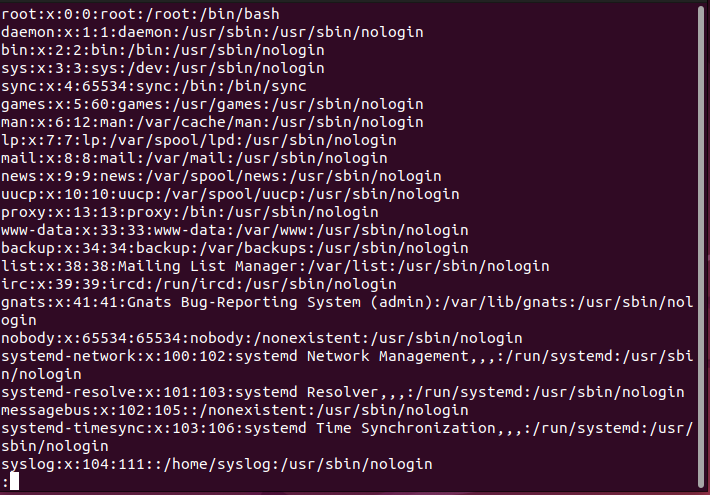 root:x:0:0:root:/root:/bin/bash
daemon:x:1:1:daemon:/usr/sbin:/usr/sbin/nologin
bin:x:2:2:bin:/bin:/usr/sbin/nologin
sys:x:3:3:sys:/dev:/usr/sbin/nologin
sync:x:4:65534:sync:/bin:/bin/sync
games:x:5:60:games:/usr/games:/usr/sbin/nologin
man:x:6:12:man:/var/cache/man:/usr/sbin/nologin
lp:x:7:7:lp:/var/spool/lpd:/usr/sbin/nologin
mail:x:8:8:mail:/var/mail:/usr/sbin/nologin
news:x:9:9:news:/var/spool/news:/usr/sbin/nologin
uucp:x:10:10:uucp:/var/spool/uucp:/usr/sbin/nologin
proxy:x:13:13:proxy:/bin:/usr/sbin/nologin
www-data:x:33:33:www-data:/var/www:/usr/sbin/nologin
backup:x:34:34:backup:/var/backups:/usr/sbin/nologin
list:x:38:38:Mailing List Manager:/var/list:/usr/sbin/nologin
irc:x:39:39:ircd:/run/ircd:/usr/sbin/nologin
gnats:x:41:41:Gnats Bug-Reporting System (admin):/var/lib/gnats:/usr/sbin/nol
ogin
nobody:x:65534:65534:nobody:/nonexistent:/usr/sbin/nologin
systemd-network:x:100:102:systemd Network Management,,,:/run/systemd:/usr/sbi
n/nologin
systemd-resolve:x:101:103:systemd Resolver,,,:/run/systemd:/usr/sbin/nologin
messagebus:x:102:105::/nonexistent:/usr/sbin/nologin
systemd-timesync:x:103:106:systemd Time Synchronization,,,:/run/systemd:/usr/
sbin/nologin
syslog:x:104:111::/home/syslog:/usr/sbin/nologin
: